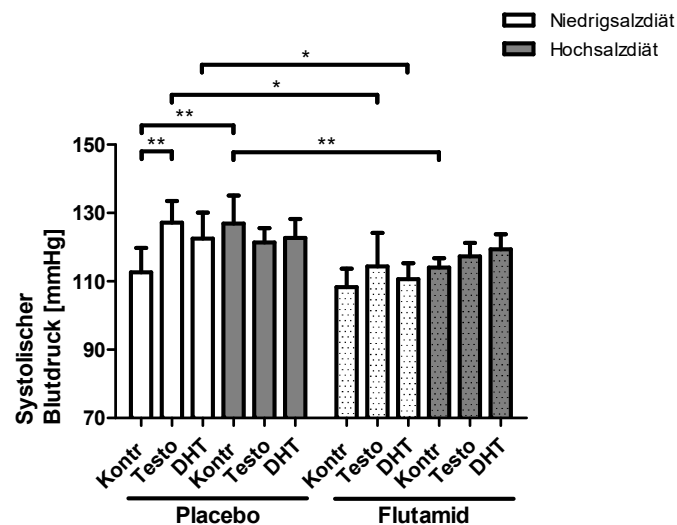 Niedrigsalzdiät
Hochsalzdiät
*
*
**
**
**
150
130
110
90
70
Systolischer
Blutdruck [mmHg]
Kontr Testo DHT Kontr Testo DHT Kontr Testo DHT Kontr Testo DHT
Placebo Flutamid